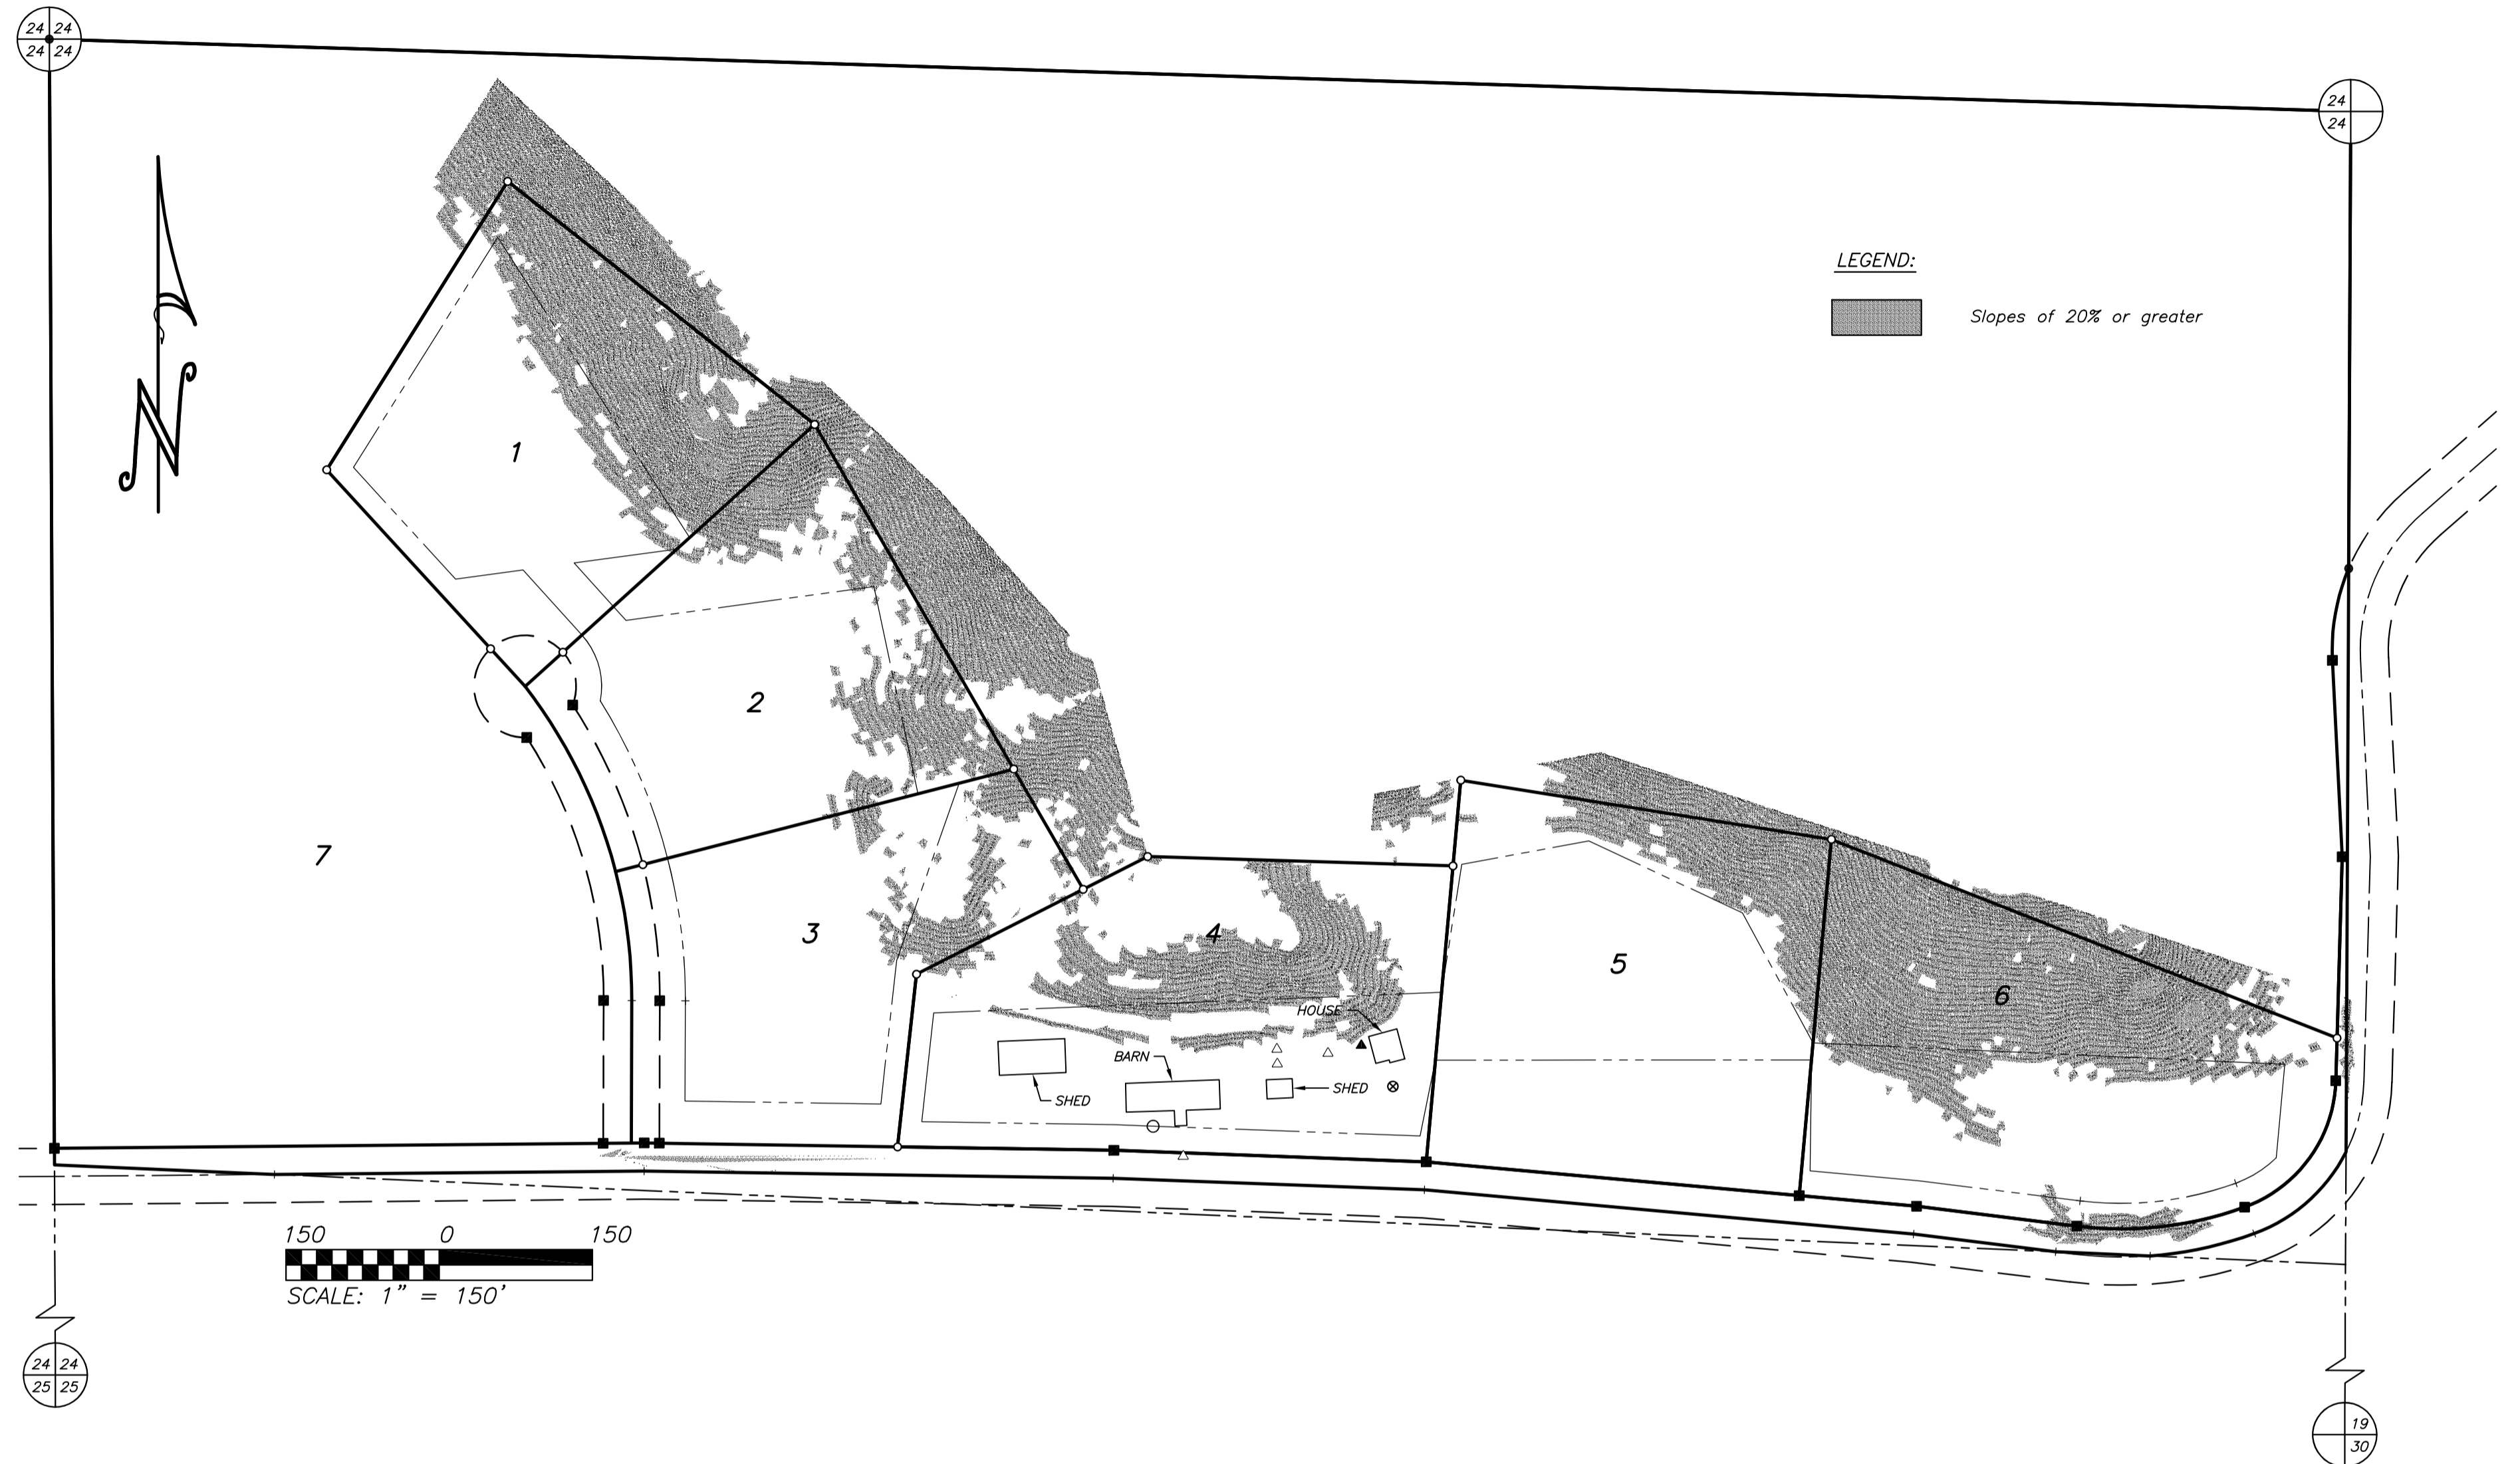 24 24
24 24
24
24
N
LEGEND:
Slopes of 20% or greater
1
2
7
3
4
5
6
HOUSE
BARN
SHED
SHED
150 0 150
SCALE: 1" = 150'
24 24
25 25
19
30